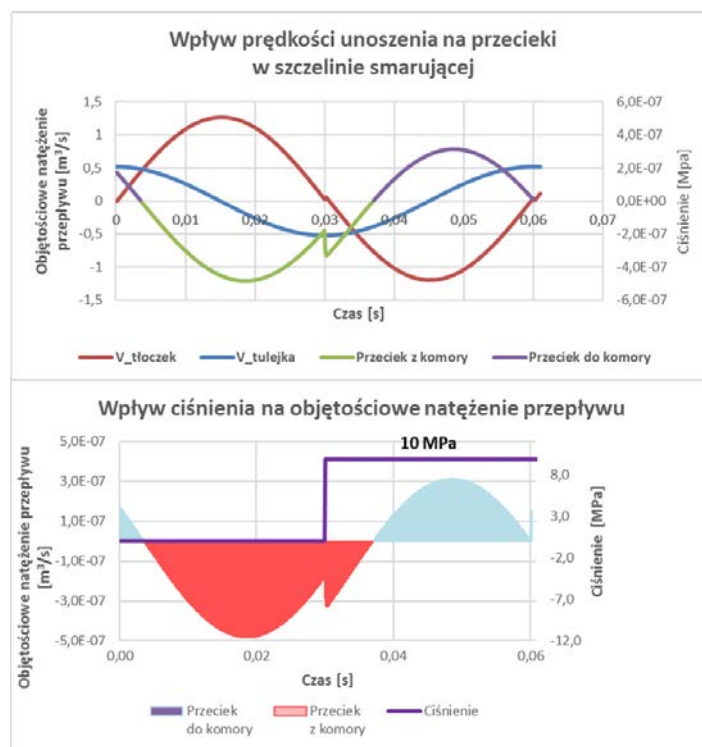 Wpływ prędkości unoszenia na przecieki
w szczelinie smarującej
Objętościowe natężenie
przepływu [m³/s]
1,5
1
0,5
0
-0,5
-1
-1,5
0
0,01
0,02
0,03
0,04
0,05
0,06
0,07
6,0E-07
4,0E-07
2,0E-07
0,0E+00
-2,0E-07
-4,0E-07
-6,0E-07
Ciśnienie [Mpa]
Czas [s]
V_tłoczek
V_tulejka
Przeciek z komory
Przeciek do komory
Wpływ ciśnienia na objętościowe natężenie przepływu
Objętościowe natężenie przepływu
[m³/s]
5,0E-07
3,0E-07
1,0E-07
-1,0E-07
-3,0E-07
-5,0E-07
10 MPa
8,0
3,0
-2,0
-7,0
-12,0
Ciśnienie [MPa]
0,00
0,02
0,04
0,06
Czas [s]
Przeciek
do komory
Przeciek
z komory
Ciśnienie